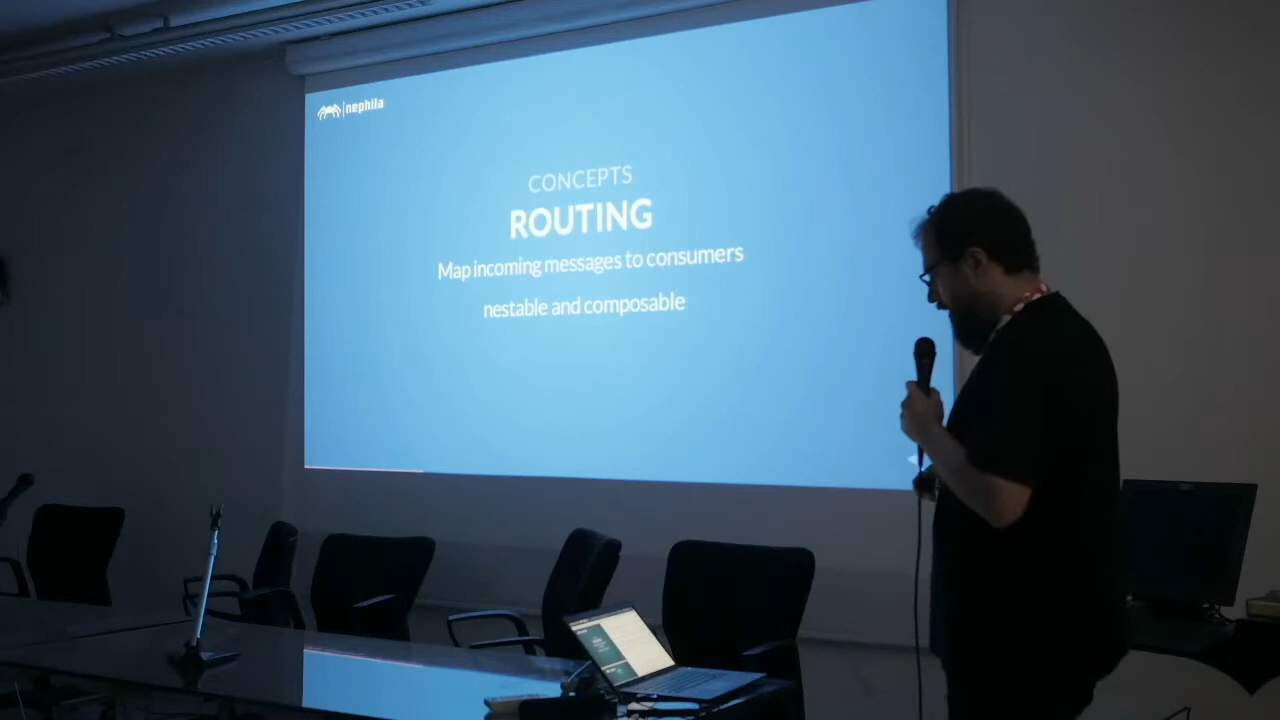 nephila
CONCEPTS
ROUTING
Map incoming messages to consumers
nestable and composable